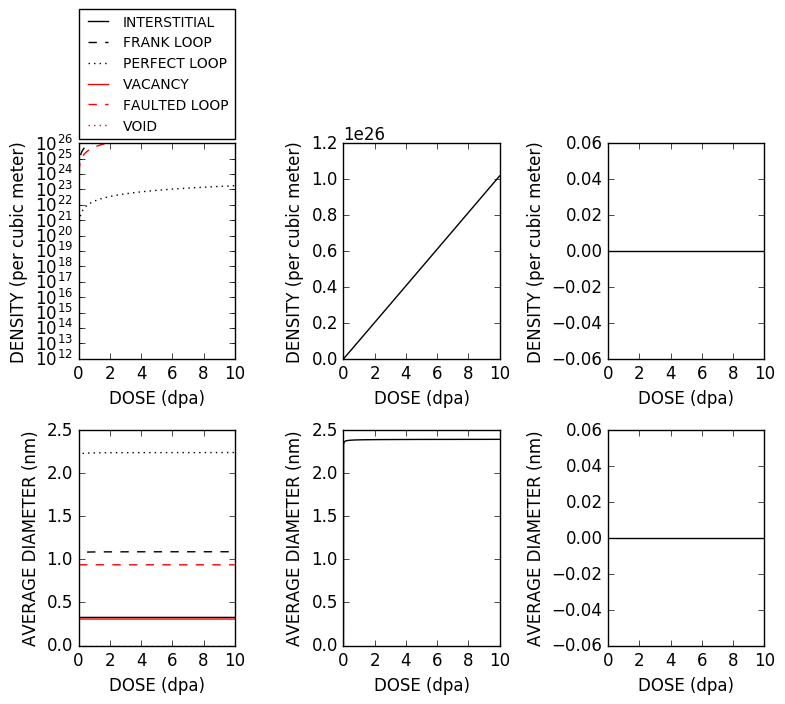 INTERSTITIAL
FRANK LOOP
PERFECT LOOP
VACANCY
FAULTED LOOP
VOID
DENSITY (per cubic meter)
10^26
10^25
10^24
10^23
10^22
10^21
10^20
10^19
10^18
10^17
10^16
10^15
10^14
10^13
10^12
0 2 4 6 8 10
DOSE (dpa)
1e26
DENSITY (per cubic meter)
1.2
1.0
0.8
0.6
0.4
0.2
0.0
0 2 4 6 8 10
DOSE (dpa)
DENSITY (per cubic meter)
0.06
0.04
0.02
0.00
−0.02
−0.04
−0.06
0 2 4 6 8 10
DOSE (dpa)
AVERAGE DIAMETER (nm)
2.5
2.0
1.5
1.0
0.5
0.0
0 2 4 6 8 10
DOSE (dpa)
AVERAGE DIAMETER (nm)
2.5
2.0
1.5
1.0
0.5
0.0
0 2 4 6 8 10
DOSE (dpa)
AVERAGE DIAMETER (nm)
0.06
0.04
0.02
0.00
−0.02
−0.04
−0.06
0 2 4 6 8 10
DOSE (dpa)